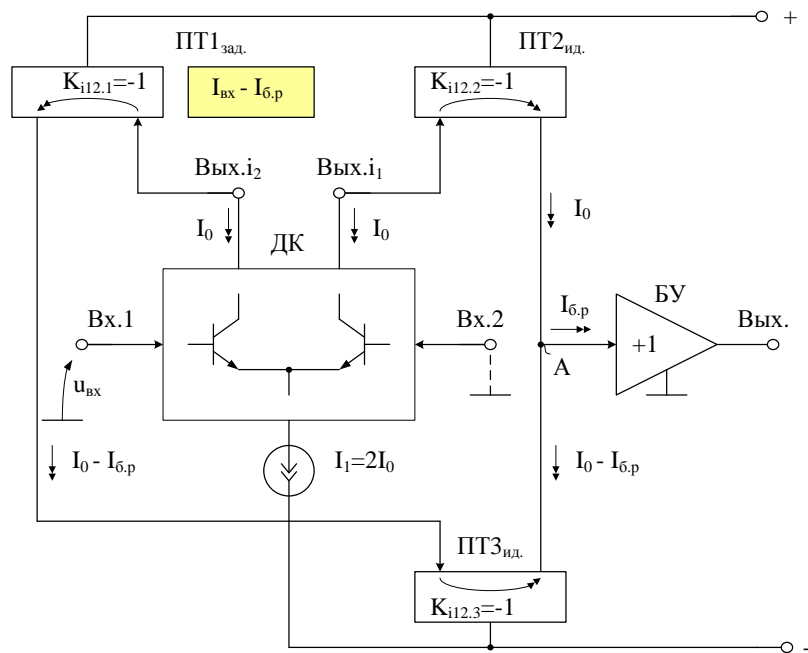 +
ПТ1зад.
ПТ2ид.
Ki12.1=-1
Iвх - Iб.р
Ki12.2=-1
Вых.i2
Вых.i1
I0
I0
I0
ДК
Вх.1
Вх.2
Iб.р
БУ
Вых.
+1
А
uвх
I0 - Iб.р
I1=2I0
I0 - Iб.р
ПТ3ид.
Ki12.3=-1
-